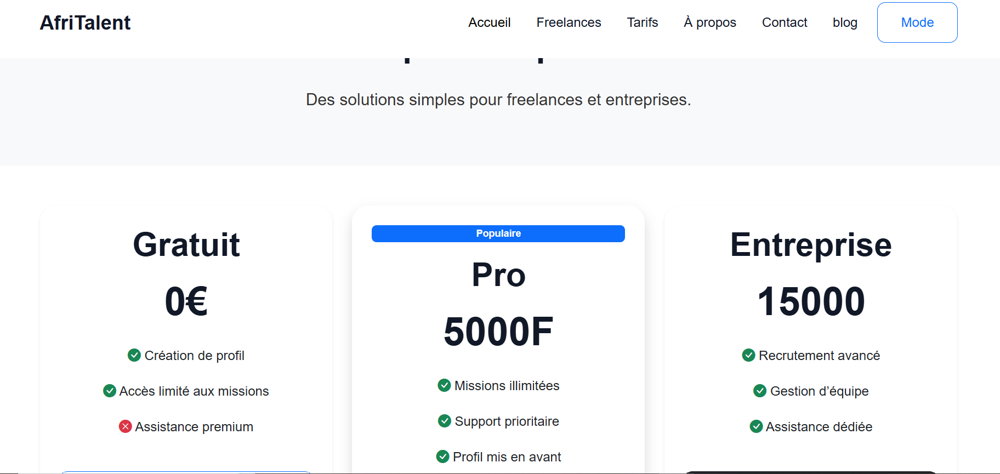 AfriTalent
Accueil Freelances Tarifs À propos Contact blog Mode
Des solutions simples pour freelances et entreprises.
Gratuit
0€
Création de profil
Accès limité aux missions
Assistance premium
Populaire
Pro
5000F
Missions illimitées
Support prioritaire
Profil mis en avant
Entreprise
15000
Recrutement avancé
Gestion d’équipe
Assistance dédiée